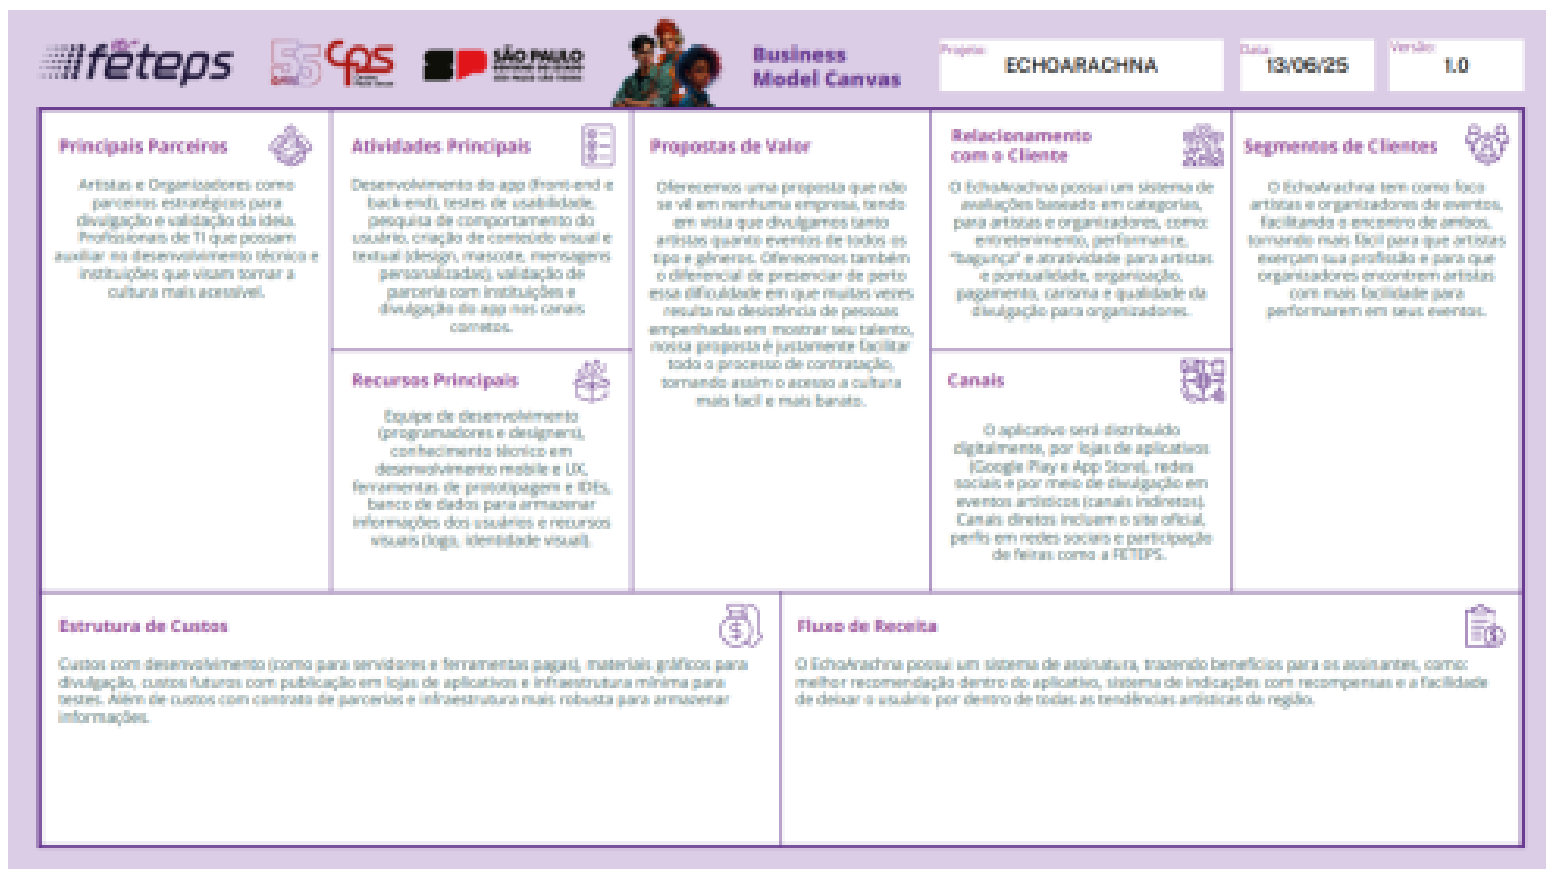 feteps
55
CPS
SP
SÃO PAULO
Business
Model Canvas
Projeto:
ECHOARACHNA
Data:
13/06/25
Versão:
1.0
Principais Parceiros
Artistas e Organizadores como
parceiros estratégicos para
divulgação e validação da ideia.
Profissionais de TI que possam
auxiliar no desenvolvimento técnico e
instituições que visam tornar a
cultura mais acessível.
Atividades Principais
Desenvolvimento do app (front-end e
back-end), testes de usabilidade,
pesquisa de comportamento do
usuário, criação de conteúdo visual e
textual (design, mascote, mensagens
personalizadas), validação de
parceria com instituições e
divulgação do app nos canais
corretos.
Recursos Principais
Equipe de desenvolvimento
(programadores e designers),
conhecimento técnico em
desenvolvimento mobile e UX,
ferramentas de prototipagem e IDEs,
banco de dados para armazenar
informações dos usuários e recursos
visuais (logo, identidade visual).
Propostas de Valor
Oferecemos uma proposta que não
se vê em nenhuma empresa, tendo
em vista que divulgamos tanto
artistas quanto eventos de todos os
tipo e gêneros. Oferecemos também
o diferencial de presenciar de perto
essa dificuldade em que muitas vezes
resulta na desistência de pessoas
empenhadas em mostrar seu talento,
nossa proposta é justamente facilitar
todo o processo de contratação,
tornando assim o acesso a cultura
mais facil e mais barato.
Relacionamento
com o Cliente
O EchoArachna possui um sistema de
avaliações baseado em categorias,
para artistas e organizadores, como:
entretenimento, performance,
"bagunça" e atratividade para artistas
e pontualidade, organização,
pagamento, carisma e qualidade da
divulgação para organizadores.
Canais
O aplicativo será distribuído
digitalmente, por lojas de aplicativos
(Google Play e App Store), redes
sociais e por meio de divulgação em
eventos artísticos (canais indiretos).
Canais diretos incluem o site oficial,
perfis em redes sociais e participação
de feiras como a FETEPS.
Segmentos de Clientes
O EchoArachna tem como foco
artistas e organizadores de eventos,
facilitando o encontro de ambos,
tornando mais fácil para que artistas
exerçam sua profissão e para que
organizadores encontrem artistas
com mais facilidade para
performarem em seus eventos.
Estrutura de Custos
Custos com desenvolvimento (como para servidores e ferramentas pagas), materiais gráficos para
divulgação, custos futuros com publicação em lojas de aplicativos e infraestrutura mínima para
testes. Além de custos com contrato de parcerias e infraestrutura mais robusta para armazenar
informações.
Fluxo de Receita
O EchoArachna possui um sistema de assinatura, trazendo benefícios para os assinantes, como:
melhor recomendação dentro do aplicativo, sistema de indicações com recompensas e a facilidade
de deixar o usuário por dentro de todas as tendências artísticas da região.